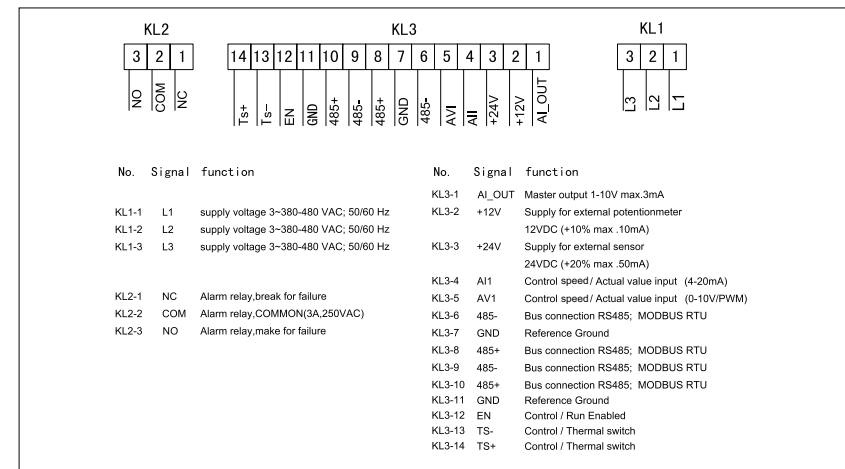 KL2 KL3 KL1
3 2 1 14 13 12 11 10 9 8 7 6 5 4 3 2 1 3 2 1
NO COM NC Ts+ Ts- EN GND 485+ 485- 485+ GND 485- AVI AII +24V +12V AI_OUT L3 L2 L1
No. Signal function
KL1-1 L1 supply voltage 3~380-480 VAC; 50/60 Hz
KL1-2 L2 supply voltage 3~380-480 VAC; 50/60 Hz
KL1-3 L3 supply voltage 3~380-480 VAC; 50/60 Hz
KL2-1 NC Alarm relay,break for failure
KL2-2 COM Alarm relay,COMMON(3A,250VAC)
KL2-3 NO Alarm relay,make for failure
No. Signal function
KL3-1 AI_OUT Master output 1-10V max.3mA
KL3-2 +12V Supply for external potentionmeter
12VDC (+10% max .10mA)
KL3-3 +24V Supply for external sensor
24VDC (+20% max .50mA)
KL3-4 AI1 Control speed/ Actual value input (4-20mA)
KL3-5 AV1 Control speed/ Actual value input (0-10V/PWM)
KL3-6 485- Bus connection RS485; MODBUS RTU
KL3-7 GND Reference Ground
KL3-8 485+ Bus connection RS485; MODBUS RTU
KL3-9 485- Bus connection RS485; MODBUS RTU
KL3-10 485+ Bus connection RS485; MODBUS RTU
KL3-11 GND Reference Ground
KL3-12 EN Control / Run Enabled
KL3-13 TS- Control / Thermal switch
KL3-14 TS+ Control / Thermal switch